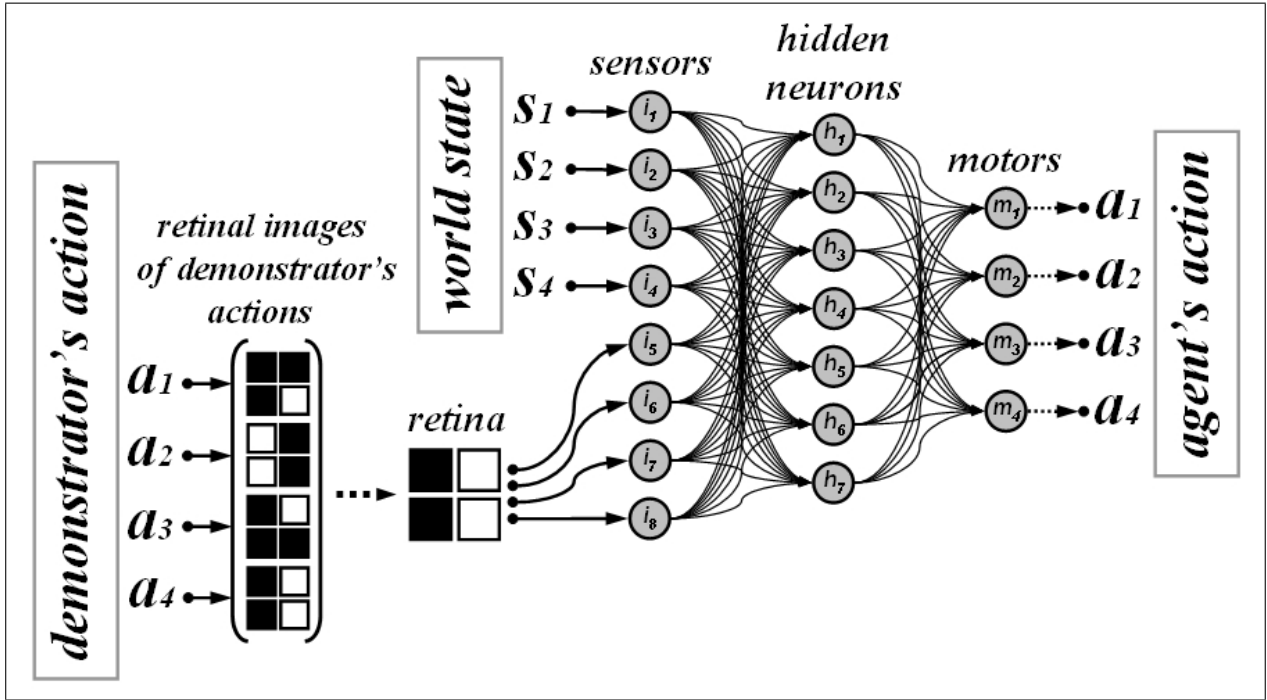 demonstrator's action
retinal images
of demonstrator's
actions
a1
a2
a3
a4
retina
world state
s1
s2
s3
s4
sensors
i1
i2
i3
i4
i5
i6
i7
i8
hidden
neurons
h1
h2
h3
h4
h5
h6
h7
motors
m1
m2
m3
m4
a1
a2
a3
a4
agent's action